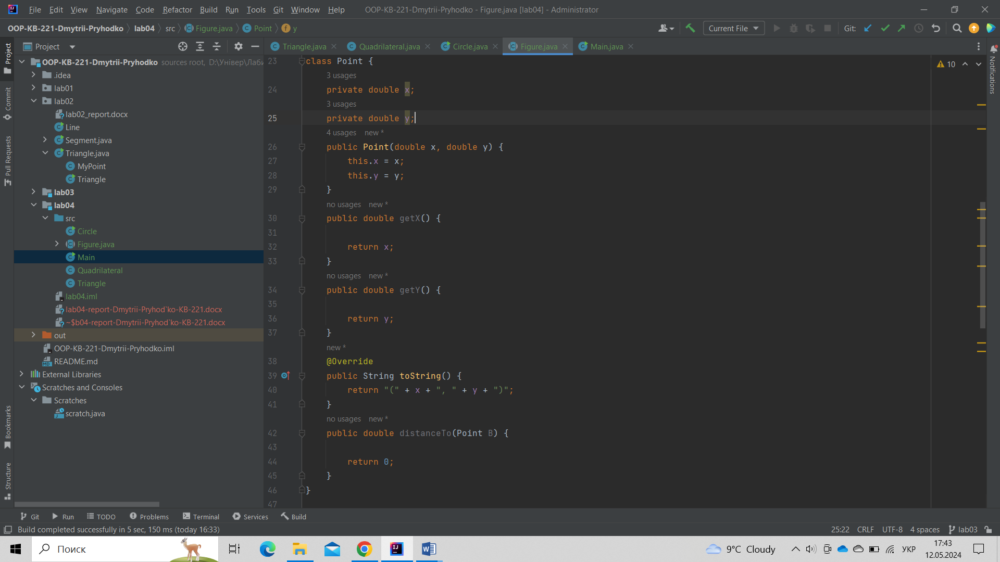 File Edit View Navigate Code Refactor Build Run Tools Git Window Help OOP-KB-221-Dmytrii-Pryhodko - Figure.java [lab04] - Administrator
OOP-KB-221-Dmytrii-Pryhodko lab04 src Figure.java Point y Current File Git:
Project Triangle.java Quadrilateral.java Circle.java Figure.java Main.java
Project
Commit
Pull Requests
Bookmarks
Structure
OOP-KB-221-Dmytrii-Pryhodko sources root, D:\Універ\Лаби
.idea
lab01
lab02
lab02_report.docx
Line
Segment.java
Triangle.java
MyPoint
Triangle
lab03
lab04
src
Circle
Figure.java
Main
Quadrilateral
Triangle
lab04.iml
lab04-report-Dmytrii-Pryhod`ko-KB-221.docx
~$b04-report-Dmytrii-Pryhod`ko-KB-221.docx
out
OOP-KB-221-Dmytrii-Pryhodko.iml
README.md
External Libraries
Scratches and Consoles
Scratches
scratch.java
23 class Point {
3 usages
24 private double x;
3 usages
25 private double y;
4 usages new *
26 public Point(double x, double y) {
27 this.x = x;
28 this.y = y;
29 }
no usages new *
30 public double getX() {
31
32 return x;
33 }
no usages new *
34 public double getY() {
35
36 return y;
37 }
new *
38 @Override
39 public String toString() {
40 return "(" + x + ", " + y + ")";
41 }
no usages new *
42 public double distanceTo(Point B) {
43
44 return 0;
45 }
46 }
47
10
Notifications
Git Run TODO Problems Terminal Services Build
Build completed successfully in 5 sec, 150 ms (today 16:33) 25:22 CRLF UTF-8 4 spaces lab03
Поиск 9°C Cloudy УКР 17:43
12.05.2024